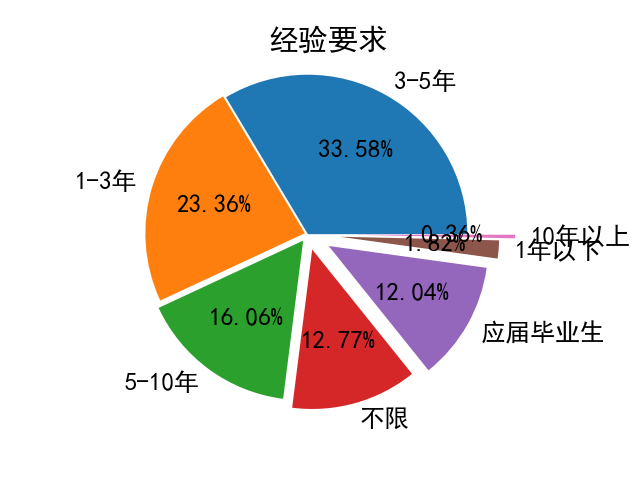 经验要求
3-5年
33.58%
1-3年
23.36%
5-10年
16.06%
不限
12.77%
应届毕业生
12.04%
1年以下
1.82%
10年以上
0.36%